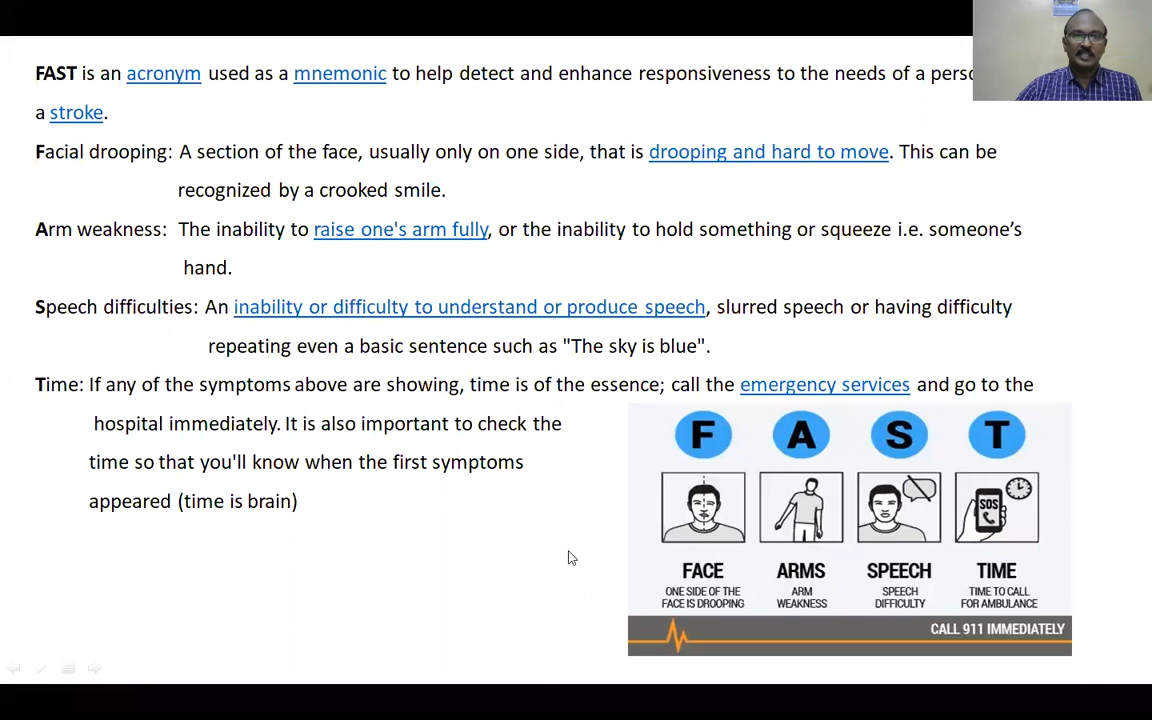 FAST is an acronym used as a mnemonic to help detect and enhance responsiveness to the needs of a
a stroke.
Facial drooping: A section of the face, usually only on one side, that is drooping and hard to move. This can be
recognized by a crooked smile.
Arm weakness: The inability to raise one's arm fully, or the inability to hold something or squeeze i.e. someone’s
hand.
Speech difficulties: An inability or difficulty to understand or produce speech, slurred speech or having difficulty
repeating even a basic sentence such as "The sky is blue".
Time: If any of the symptoms above are showing, time is of the essence; call the emergency services and go to the
hospital immediately. It is also important to check the
time so that you'll know when the first symptoms
appeared (time is brain)
F A S T
SOS
FACE ARMS SPEECH TIME
ONE SIDE OF THE ARM SPEECH TIME TO CALL
FACE IS DROOPING WEAKNESS DIFFICULTY FOR AMBULANCE
CALL 911 IMMEDIATELY